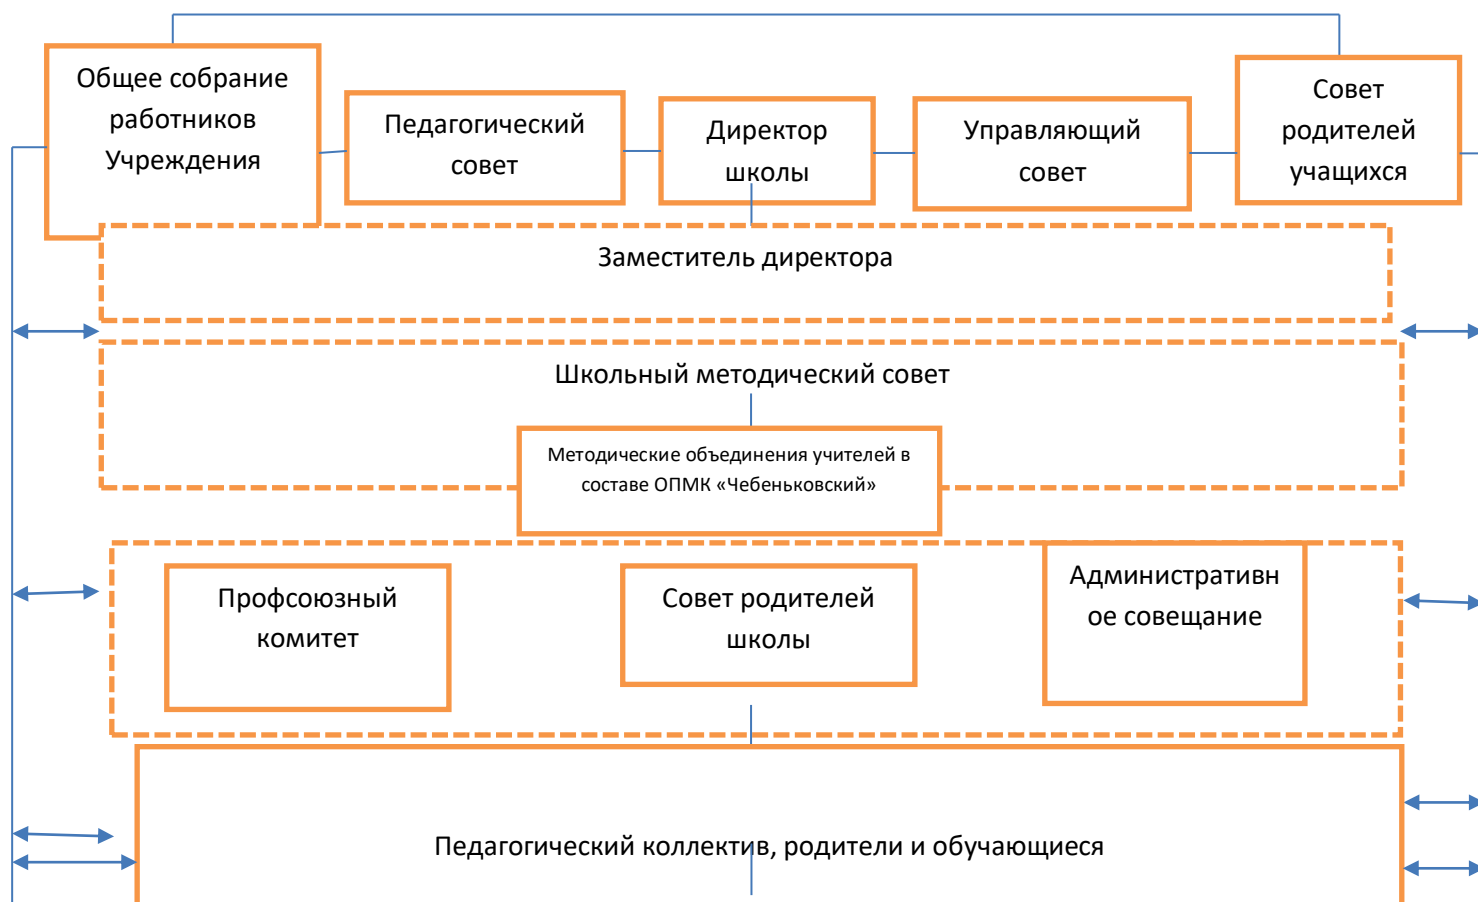 Общее собрание
работников
Учреждения
Педагогический
совет
Директор
школы
Управляющий
совет
Совет
родителей
учащихся
Заместитель директора
Школьный методический совет
Методические объединения учителей в
составе ОПМК «Чебеньковский»
Профсоюзный
комитет
Совет родителей
школы
Административн
ое совещание
Педагогический коллектив, родители и обучающиеся